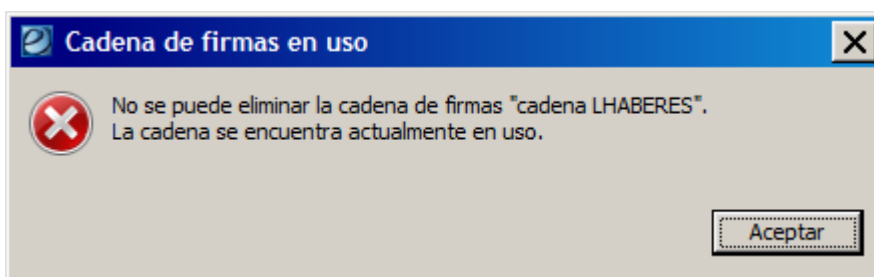 Cadena de firmas en uso
No se puede eliminar la cadena de firmas "cadena LHABERES".
La cadena se encuentra actualmente en uso.
Aceptar